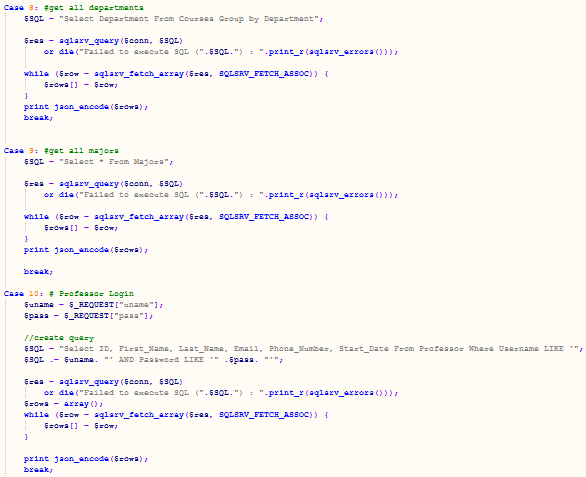 Case 8: #get all departments
$SQL = "Select Department From Courses Group by Department";
$res = sqlsrv_query($conn, $SQL)
or die("Failed to execute SQL (".$SQL.") : ".print_r(sqlsrv_errors()));
while ($row = sqlsrv_fetch_array($res, SQLSRV_FETCH_ASSOC)) {
$rows[] = $row;
}
print json_encode($rows);
break;
Case 9: #get all majors
$SQL = "Select * From Majors";
$res = sqlsrv_query($conn, $SQL)
or die("Failed to execute SQL (".$SQL.") : ".print_r(sqlsrv_errors()));
while ($row = sqlsrv_fetch_array($res, SQLSRV_FETCH_ASSOC)) {
$rows[] = $row;
}
print json_encode($rows);
break;
Case 10: # Professor Login
$uname = $_REQUEST["uname"];
$pass = $_REQUEST["pass"];
//create query
$SQL = "Select ID, First_Name, Last_Name, Email, Phone_Number, Start_Date From Professor Where Username LIKE '";
$SQL .= $uname. "' AND Password LIKE '" .$pass. "'";
$res = sqlsrv_query($conn, $SQL)
or die("Failed to execute SQL (".$SQL.") : ".print_r(sqlsrv_errors()));
$rows = array();
while ($row = sqlsrv_fetch_array($res, SQLSRV_FETCH_ASSOC)) {
$rows[] = $row;
}
print json_encode($rows);
break;